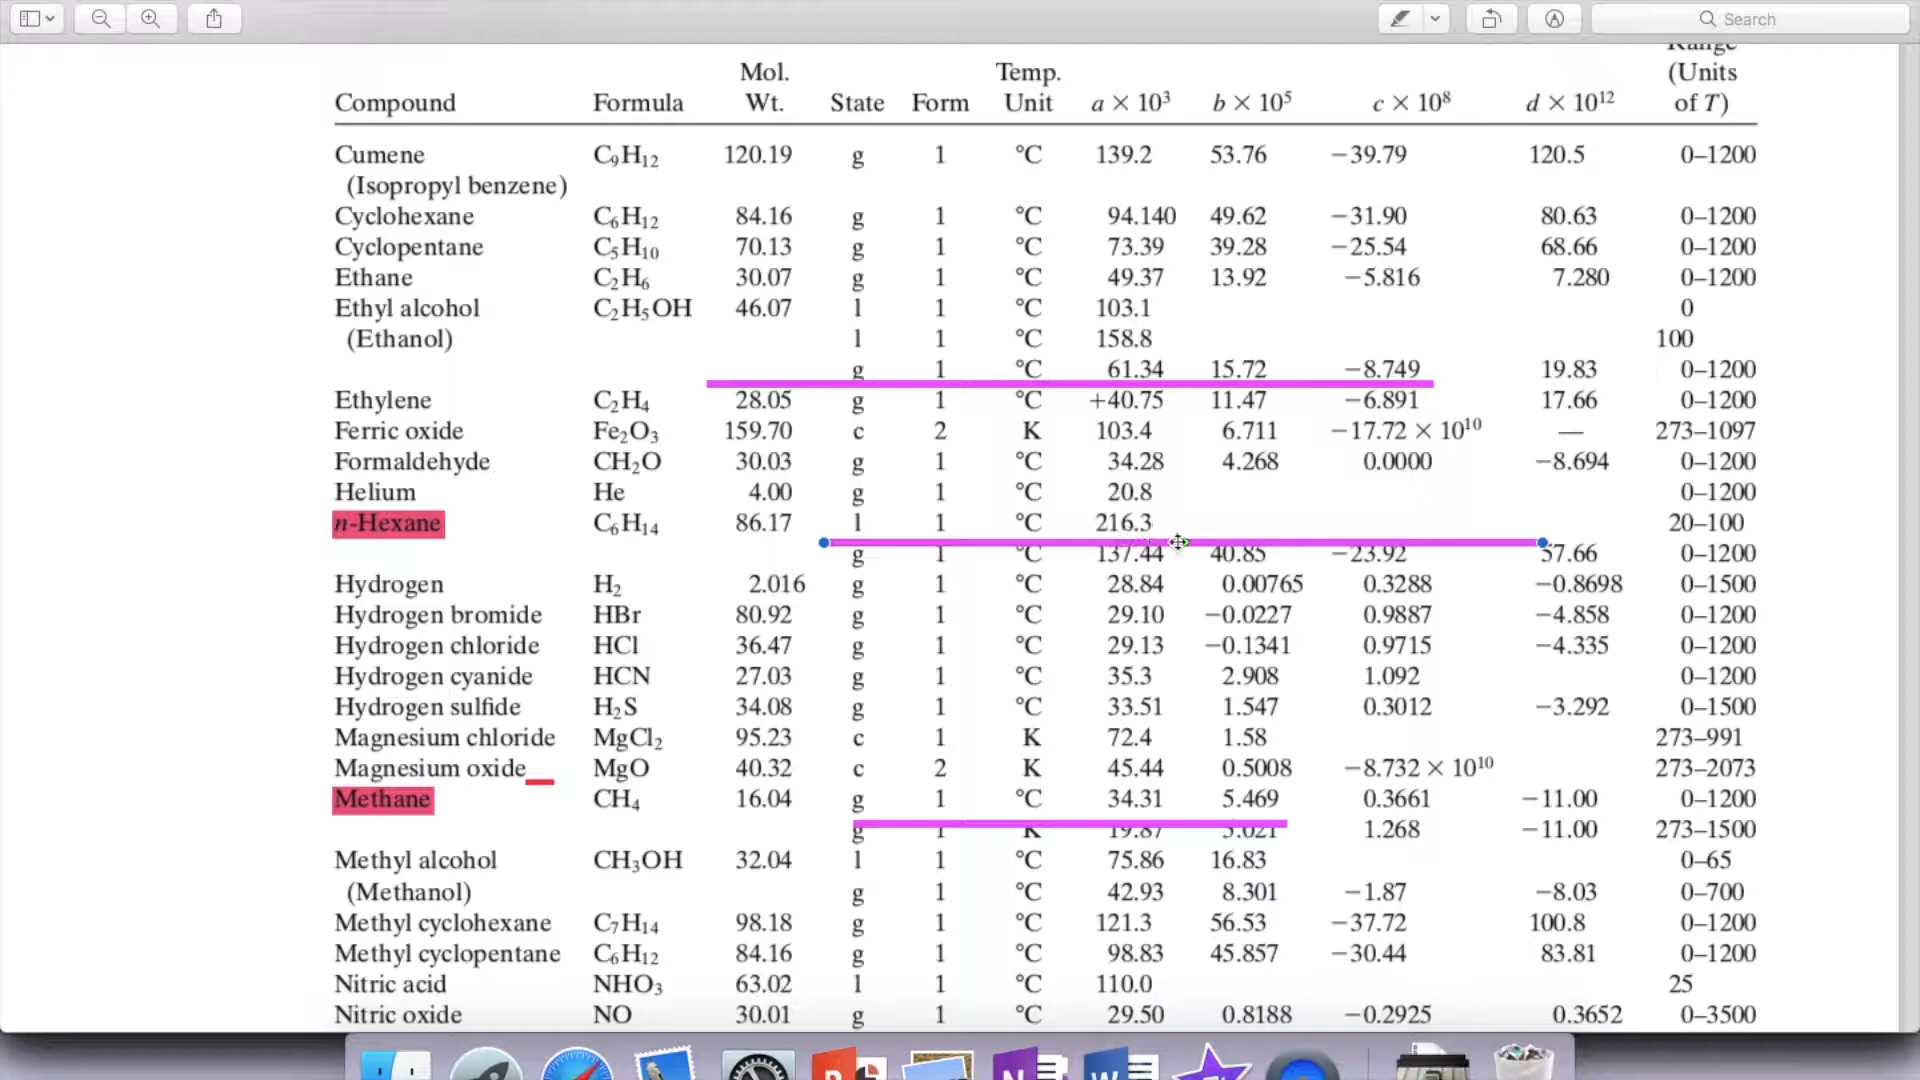 Search
Range
Mol. Temp. (Units
Compound Formula Wt. State Form Unit a × 10³ b × 10⁵ c × 10⁸ d × 10¹² of T)
Cumene C₉H₁₂ 120.19 g 1 °C 139.2 53.76 −39.79 120.5 0–1200
(Isopropyl benzene)
Cyclohexane C₆H₁₂ 84.16 g 1 °C 94.140 49.62 −31.90 80.63 0–1200
Cyclopentane C₅H₁₀ 70.13 g 1 °C 73.39 39.28 −25.54 68.66 0–1200
Ethane C₂H₆ 30.07 g 1 °C 49.37 13.92 −5.816 7.280 0–1200
Ethyl alcohol C₂H₅OH 46.07 l 1 °C 103.1 0
(Ethanol) l 1 °C 158.8 100
g 1 °C 61.34 15.72 −8.749 19.83 0–1200
Ethylene C₂H₄ 28.05 g 1 °C +40.75 11.47 −6.891 17.66 0–1200
Ferric oxide Fe₂O₃ 159.70 c 2 K 103.4 6.711 −17.72 × 10¹⁰ — 273–1097
Formaldehyde CH₂O 30.03 g 1 °C 34.28 4.268 0.0000 −8.694 0–1200
Helium He 4.00 g 1 °C 20.8 0–1200
n-Hexane C₆H₁₄ 86.17 l 1 °C 216.3 20–100
g 1 °C 137.44 40.85 −23.92 57.66 0–1200
Hydrogen H₂ 2.016 g 1 °C 28.84 0.00765 0.3288 −0.8698 0–1500
Hydrogen bromide HBr 80.92 g 1 °C 29.10 −0.0227 0.9887 −4.858 0–1200
Hydrogen chloride HCl 36.47 g 1 °C 29.13 −0.1341 0.9715 −4.335 0–1200
Hydrogen cyanide HCN 27.03 g 1 °C 35.3 2.908 1.092 0–1200
Hydrogen sulfide H₂S 34.08 g 1 °C 33.51 1.547 0.3012 −3.292 0–1500
Magnesium chloride MgCl₂ 95.23 c 1 K 72.4 1.58 273–991
Magnesium oxide MgO 40.32 c 2 K 45.44 0.5008 −8.732 × 10¹⁰ 273–2073
Methane CH₄ 16.04 g 1 °C 34.31 5.469 0.3661 −11.00 0–1200
g 1 K 19.87 5.021 1.268 −11.00 273–1500
Methyl alcohol CH₃OH 32.04 l 1 °C 75.86 16.83 0–65
(Methanol) g 1 °C 42.93 8.301 −1.87 −8.03 0–700
Methyl cyclohexane C₇H₁₄ 98.18 g 1 °C 121.3 56.53 −37.72 100.8 0–1200
Methyl cyclopentane C₆H₁₂ 84.16 g 1 °C 98.83 45.857 −30.44 83.81 0–1200
Nitric acid NHO₃ 63.02 l 1 °C 110.0 25
Nitric oxide NO 30.01 g 1 °C 29.50 0.8188 −0.2925 0.3652 0–3500